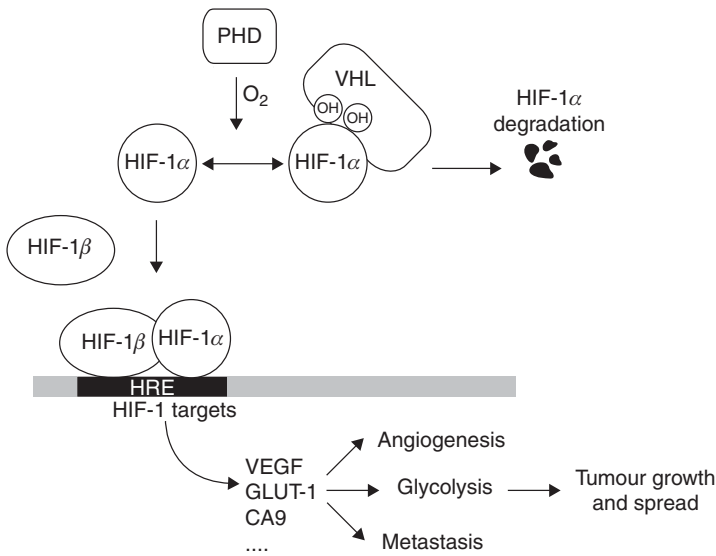 PHD
O2
VHL
OH
OH
HIF-1α
HIF-1α
HIF-1α
degradation
HIF-1β
HIF-1β
HIF-1α
HRE
HIF-1 targets
VEGF
GLUT-1
CA9
....
Angiogenesis
Glycolysis
Metastasis
Tumour growth
and spread